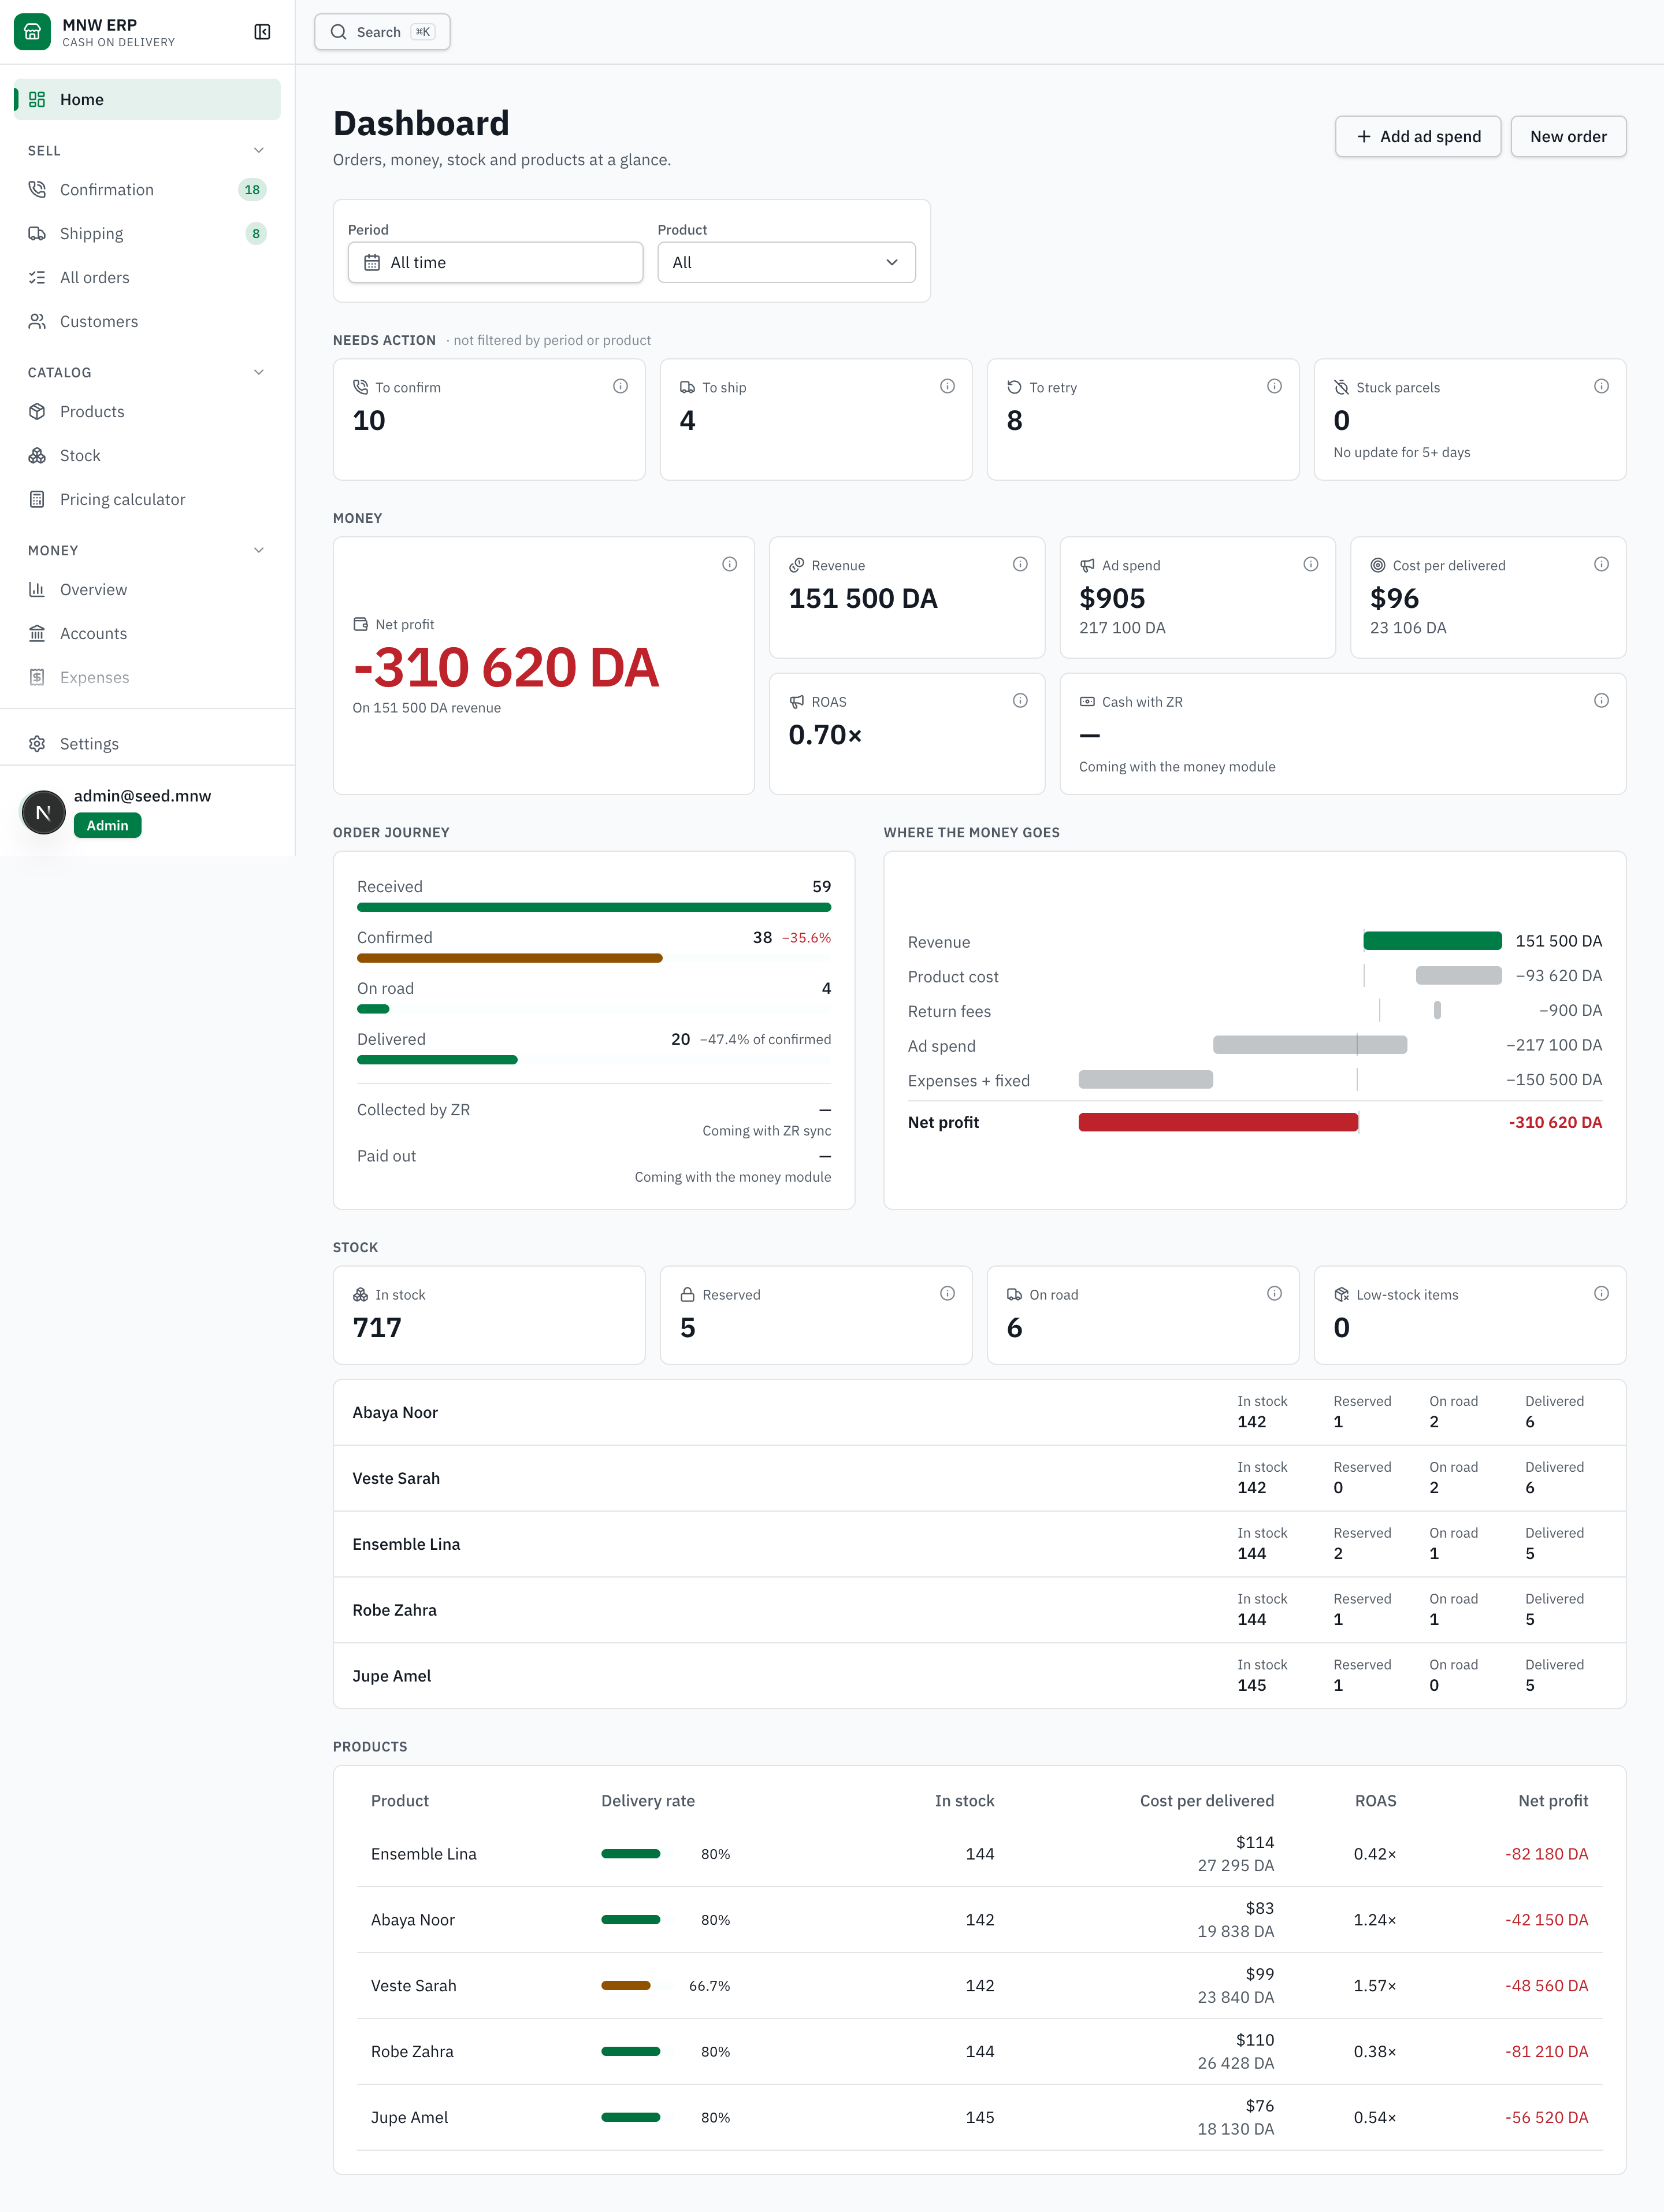 MNW ERP
CASH ON DELIVERY
Search ⌘K
Home
SELL
Confirmation 18
Shipping 8
All orders
Customers
CATALOG
Products
Stock
Pricing calculator
MONEY
Overview
Accounts
Expenses
Settings
N
admin@seed.mnw
Admin
Dashboard
Orders, money, stock and products at a glance.
+ Add ad spend
New order
Period
All time
Product
All
NEEDS ACTION · not filtered by period or product
To confirm
10
To ship
4
To retry
8
Stuck parcels
0
No update for 5+ days
MONEY
Net profit
-310 620 DA
On 151 500 DA revenue
Revenue
151 500 DA
Ad spend
$905
217 100 DA
Cost per delivered
$96
23 106 DA
ROAS
0.70×
Cash with ZR
—
Coming with the money module
ORDER JOURNEY
Received 59
Confirmed 38 −35.6%
On road 4
Delivered 20 −47.4% of confirmed
Collected by ZR —
Coming with ZR sync
Paid out —
Coming with the money module
WHERE THE MONEY GOES
Revenue 151 500 DA
Product cost −93 620 DA
Return fees −900 DA
Ad spend −217 100 DA
Expenses + fixed −150 500 DA
Net profit -310 620 DA
STOCK
In stock
717
Reserved
5
On road
6
Low-stock items
0
Abaya Noor
In stock Reserved On road Delivered
142 1 2 6
Veste Sarah
In stock Reserved On road Delivered
142 0 2 6
Ensemble Lina
In stock Reserved On road Delivered
144 2 1 5
Robe Zahra
In stock Reserved On road Delivered
144 1 1 5
Jupe Amel
In stock Reserved On road Delivered
145 1 0 5
PRODUCTS
Product Delivery rate In stock Cost per delivered ROAS Net profit
Ensemble Lina 80% 144 $114 0.42× -82 180 DA
27 295 DA
Abaya Noor 80% 142 $83 1.24× -42 150 DA
19 838 DA
Veste Sarah 66.7% 142 $99 1.57× -48 560 DA
23 840 DA
Robe Zahra 80% 144 $110 0.38× -81 210 DA
26 428 DA
Jupe Amel 80% 145 $76 0.54× -56 520 DA
18 130 DA